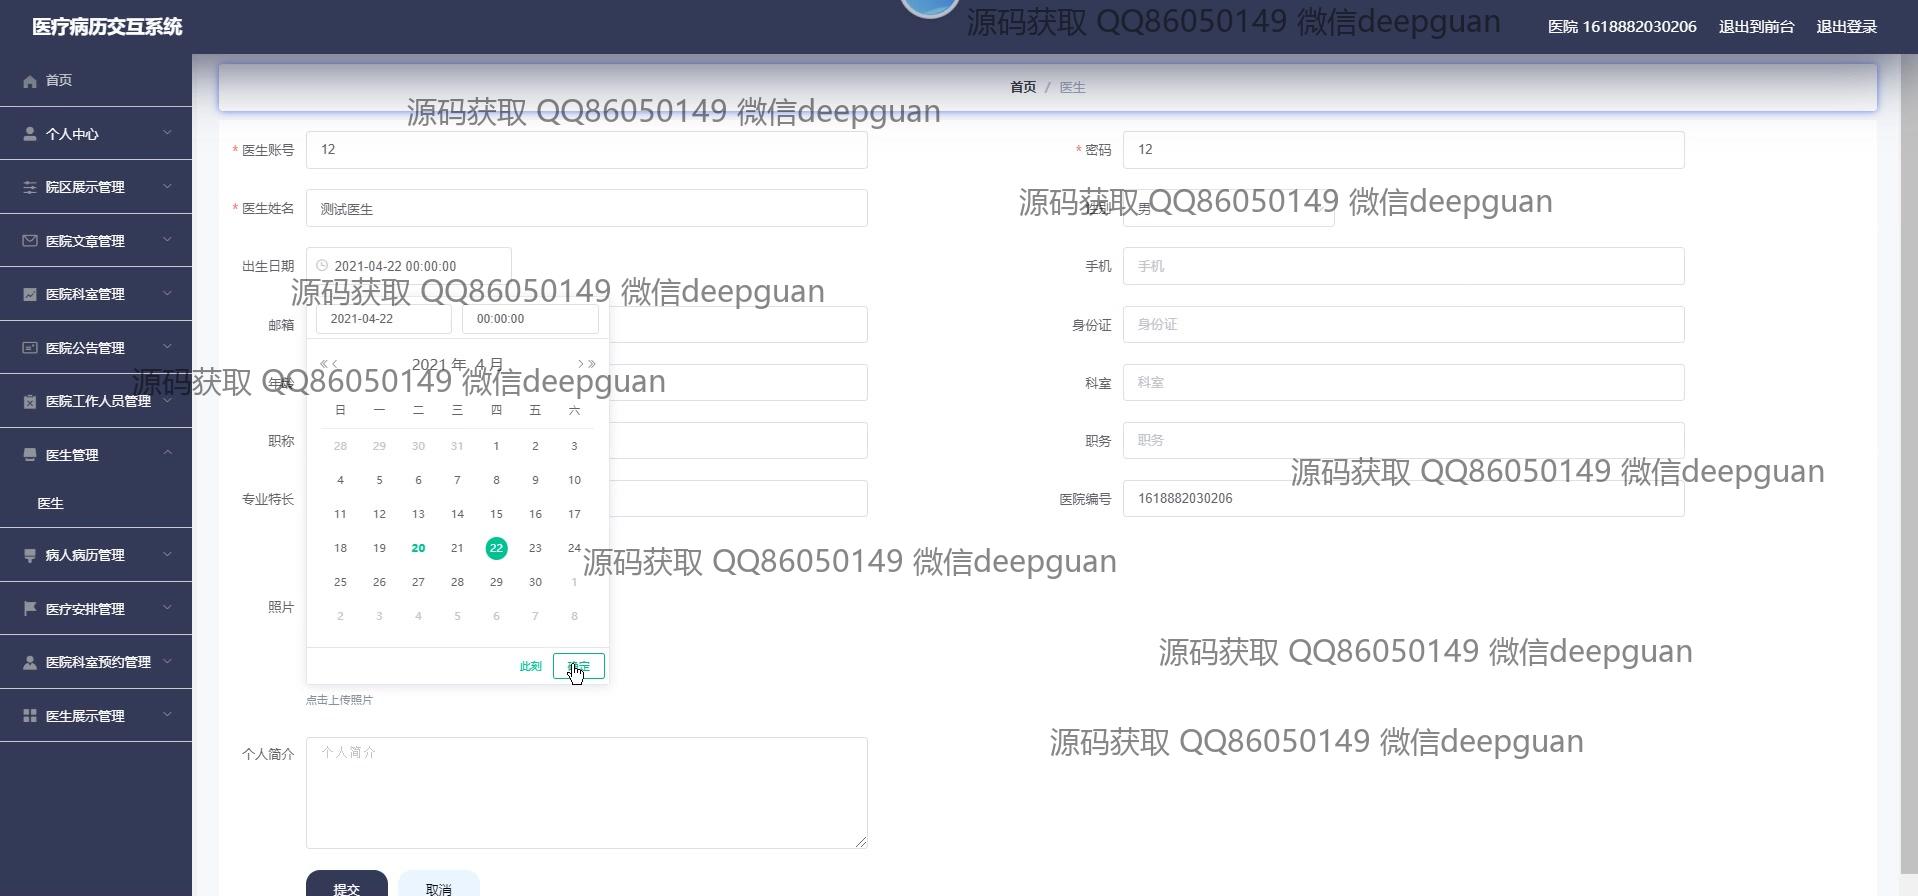 医疗病历交互系统
源码获取 QQ86050149 微信deepguan
医院 1618882030206
退出到前台
退出登录
首页
个人中心
院区展示管理
医院文章管理
医院科室管理
医院公告管理
医院工作人员管理
医生管理
医生
病人病历管理
医疗安排管理
医院科室预约管理
医生展示管理
首页 / 医生
源码获取 QQ86050149 微信deepguan
* 医生账号 12
* 密码 12
* 医生姓名 测试医生
性别 男
源码获取 QQ86050149 微信deepguan
出生日期 2021-04-22 00:00:00
手机 手机
源码获取 QQ86050149 微信deepguan
邮箱
2021-04-22 00:00:00
身份证 身份证
« ‹ 2021 年 4 月 › »
源码获取 QQ86050149 微信deepguan
年龄
科室 科室
日 一 二 三 四 五 六
28 29 30 31 1 2 3
4 5 6 7 8 9 10
11 12 13 14 15 16 17
18 19 20 21 22 23 24
25 26 27 28 29 30 1
2 3 4 5 6 7 8
此刻 确定
职称
职务 职务
源码获取 QQ86050149 微信deepguan
专业特长
医院编号 1618882030206
源码获取 QQ86050149 微信deepguan
照片
点击上传照片
源码获取 QQ86050149 微信deepguan
个人简介 个人简介
源码获取 QQ86050149 微信deepguan
提交 取消